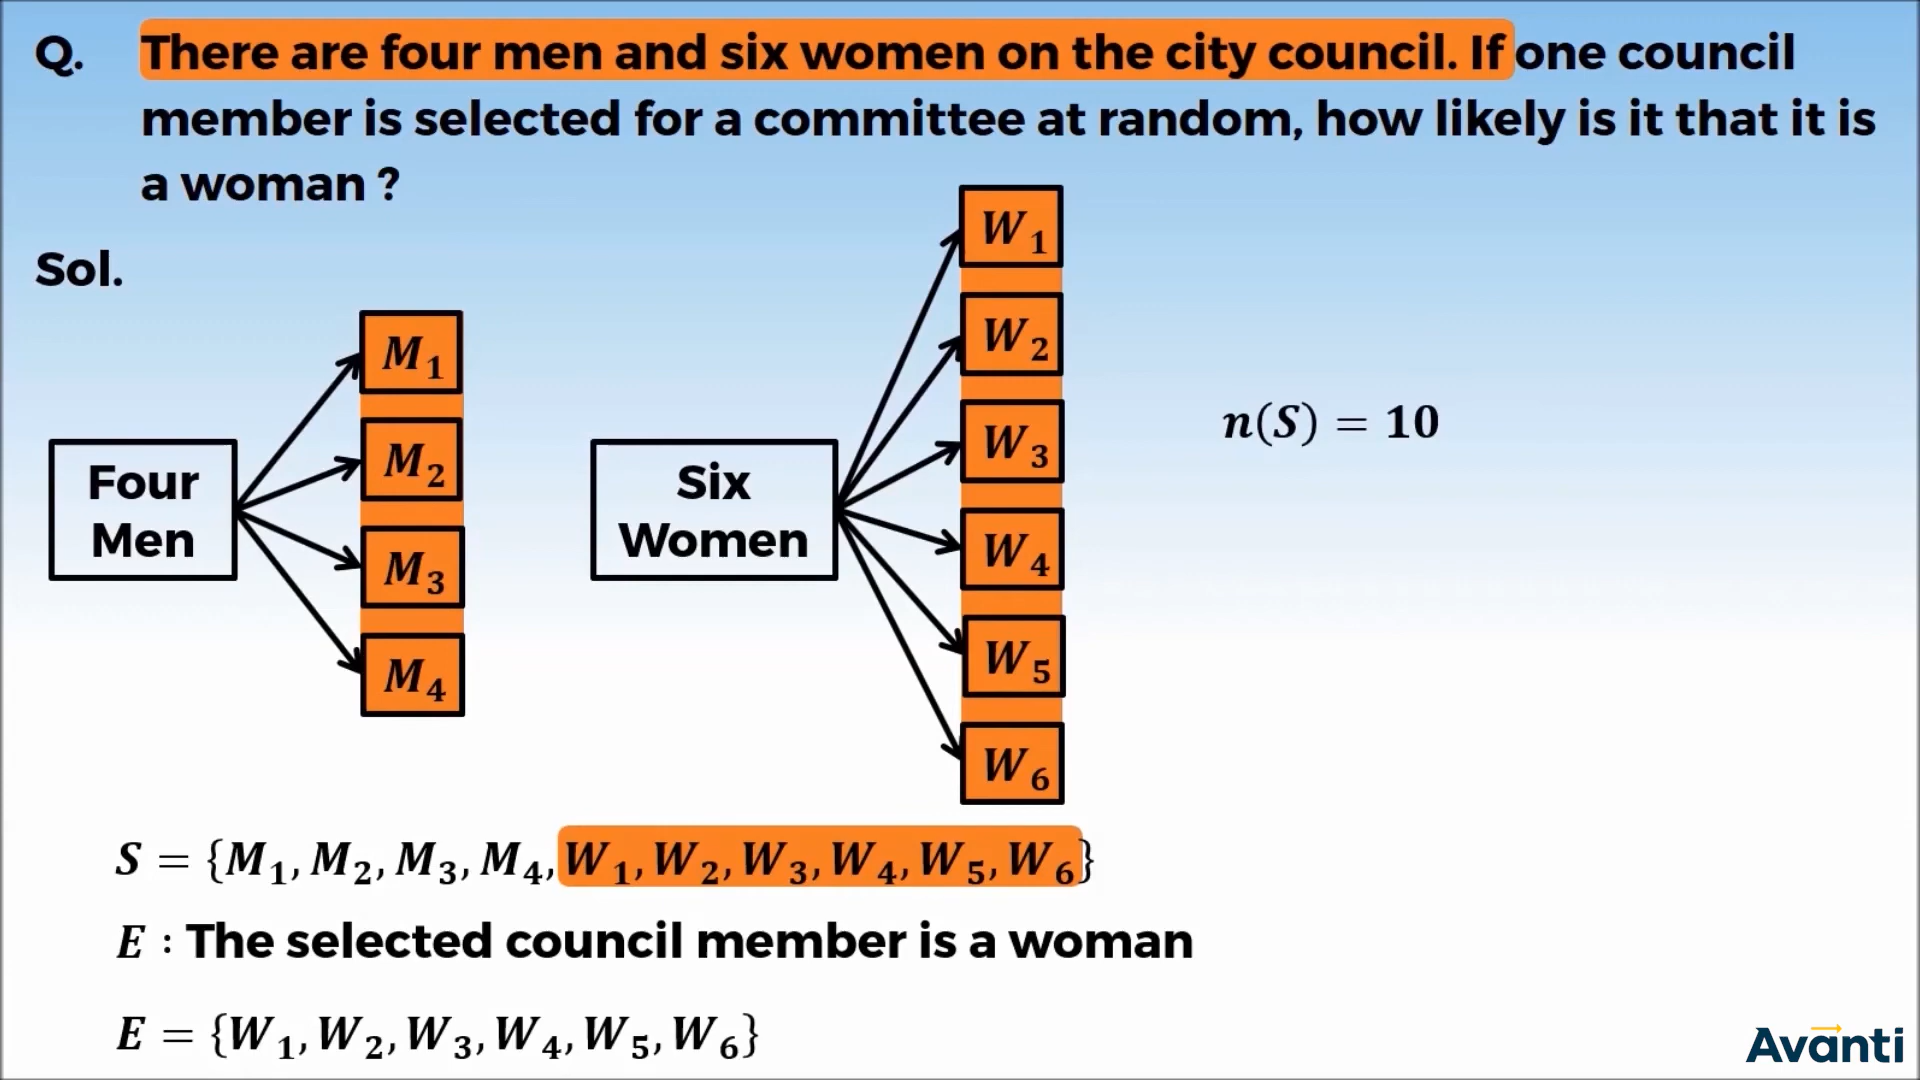 Q. There are four men and six women on the city council. If one council
member is selected for a committee at random, how likely is it that it is
a woman ?
Sol.
Four
Men
M₁
M₂
M₃
M₄
Six
Women
W₁
W₂
W₃
W₄
W₅
W₆
n(S) = 10
S = {M₁, M₂, M₃, M₄, W₁, W₂, W₃, W₄, W₅, W₆}
E : The selected council member is a woman
E = {W₁, W₂, W₃, W₄, W₅, W₆}
Avanti